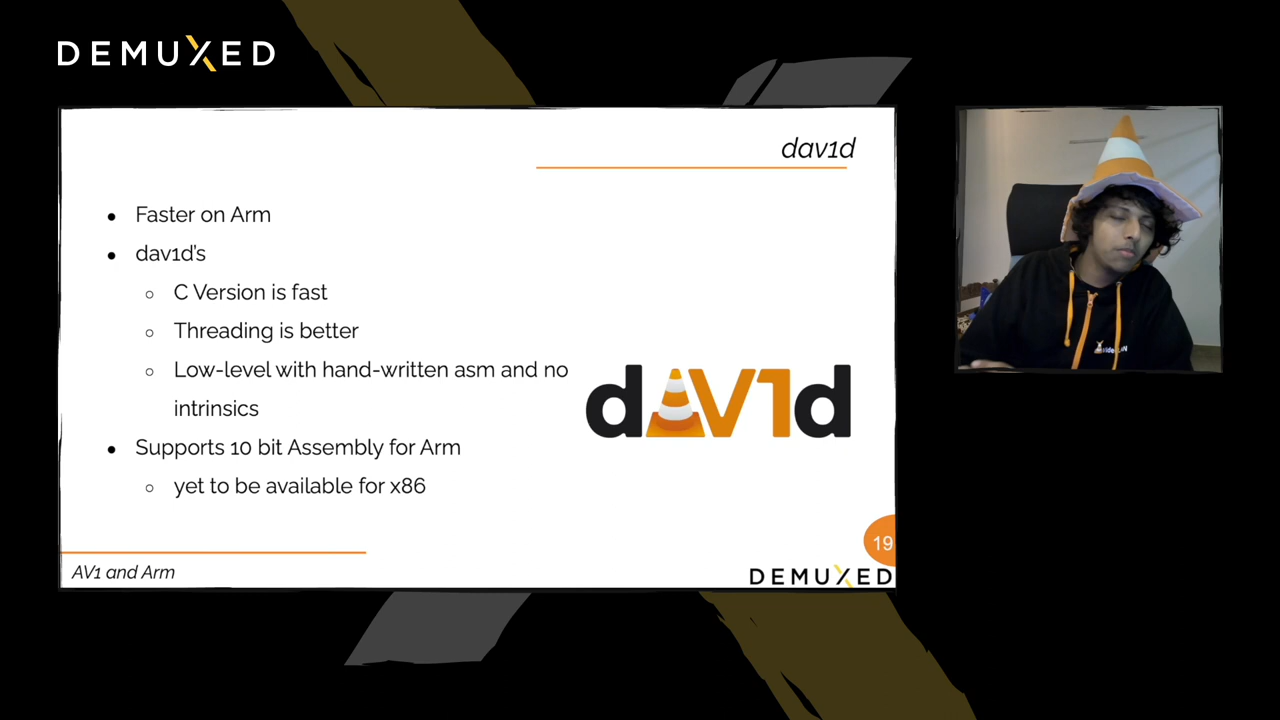 DEMUXED
dav1d
Faster on Arm
dav1d's
C Version is fast
Threading is better
Low-level with hand-written asm and no
intrinsics
dAV1d
Supports 10 bit Assembly for Arm
yet to be available for x86
19
AV1 and Arm
DEMUXED